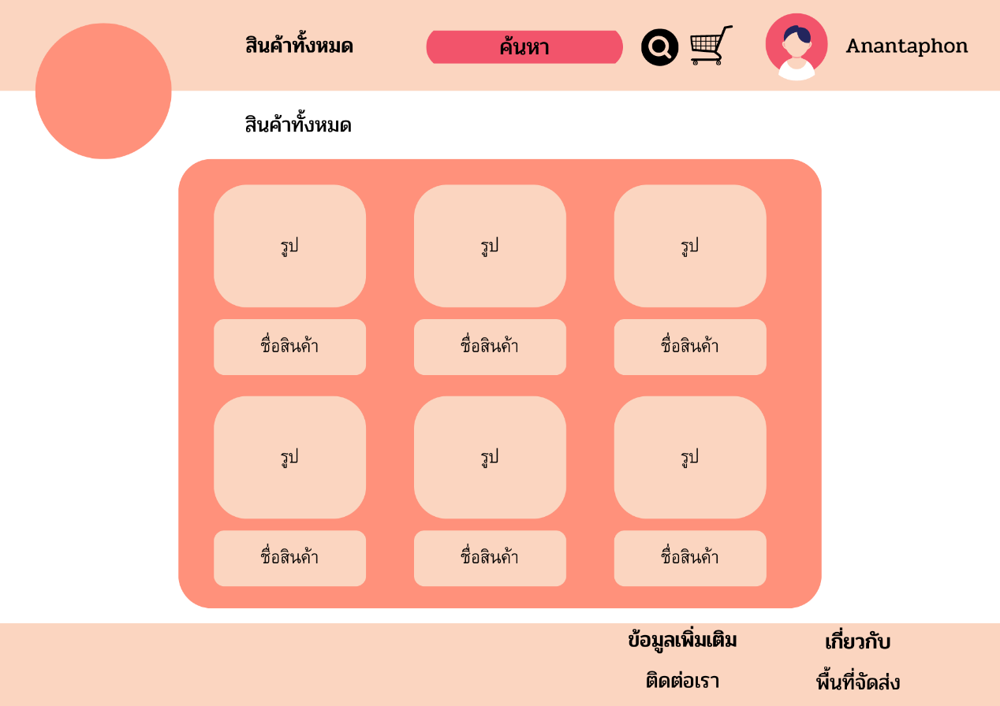 สินค้าทั้งหมด ค้นหา Anantaphon
สินค้าทั้งหมด
รูป รูป รูป
ชื่อสินค้า ชื่อสินค้า ชื่อสินค้า
รูป รูป รูป
ชื่อสินค้า ชื่อสินค้า ชื่อสินค้า
ข้อมูลเพิ่มเติม เกี่ยวกับ
ติดต่อเรา พื้นที่จัดส่ง